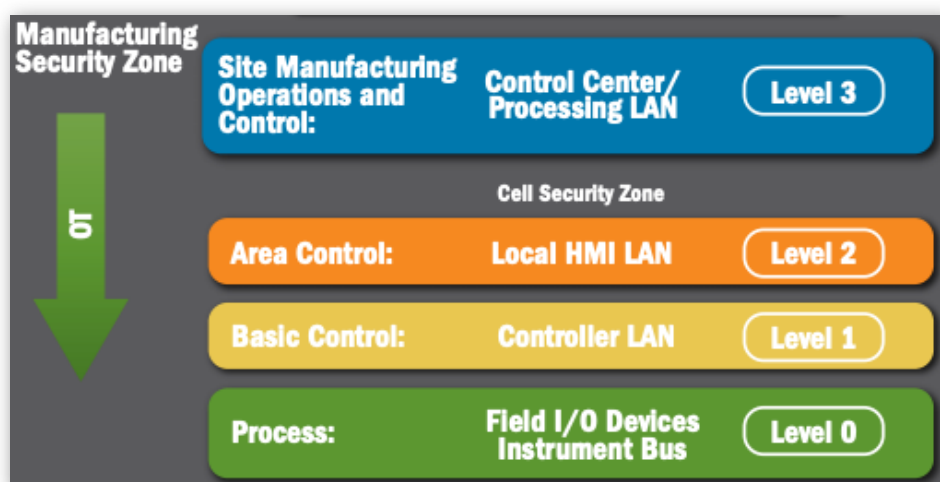 Manufacturing
Security Zone
Site Manufacturing
Operations and
Control:
Control Center/
Processing LAN
Level 3
OT
Cell Security Zone
Area Control:
Local HMI LAN
Level 2
Basic Control:
Controller LAN
Level 1
Process:
Field I/O Devices
Instrument Bus
Level 0